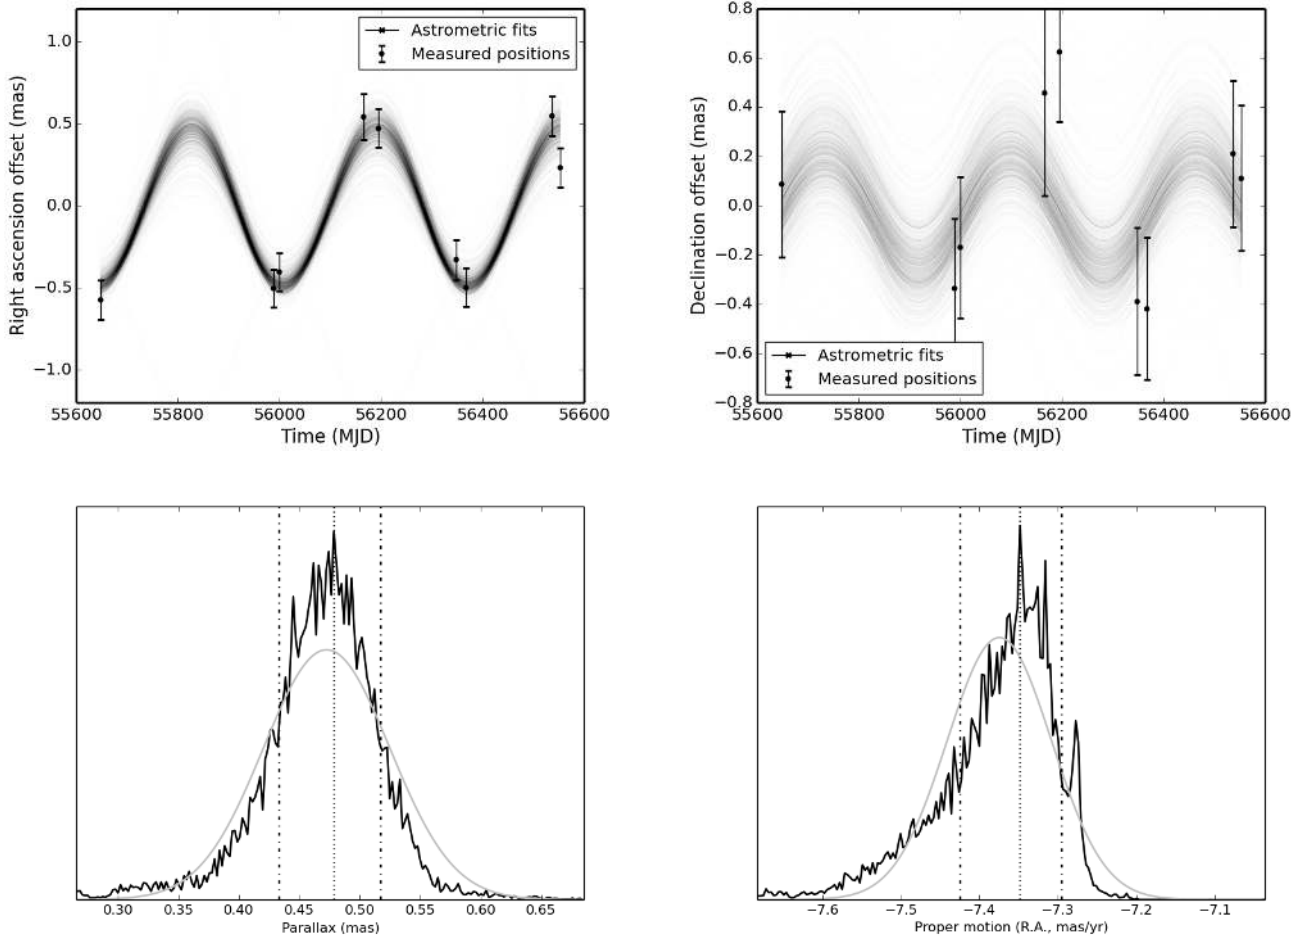 1.0
0.5
0.0
−0.5
−1.0
Right ascension offset (mas)
Astrometric fits
Measured positions
55600 55800 56000 56200 56400 56600
Time (MJD)
0.8
0.6
0.4
0.2
0.0
−0.2
−0.4
−0.6
−0.8
Declination offset (mas)
Astrometric fits
Measured positions
55600 55800 56000 56200 56400 56600
Time (MJD)
0.30 0.35 0.40 0.45 0.50 0.55 0.60 0.65
Parallax (mas)
−7.6 −7.5 −7.4 −7.3 −7.2 −7.1
Proper motion (R.A., mas/yr)